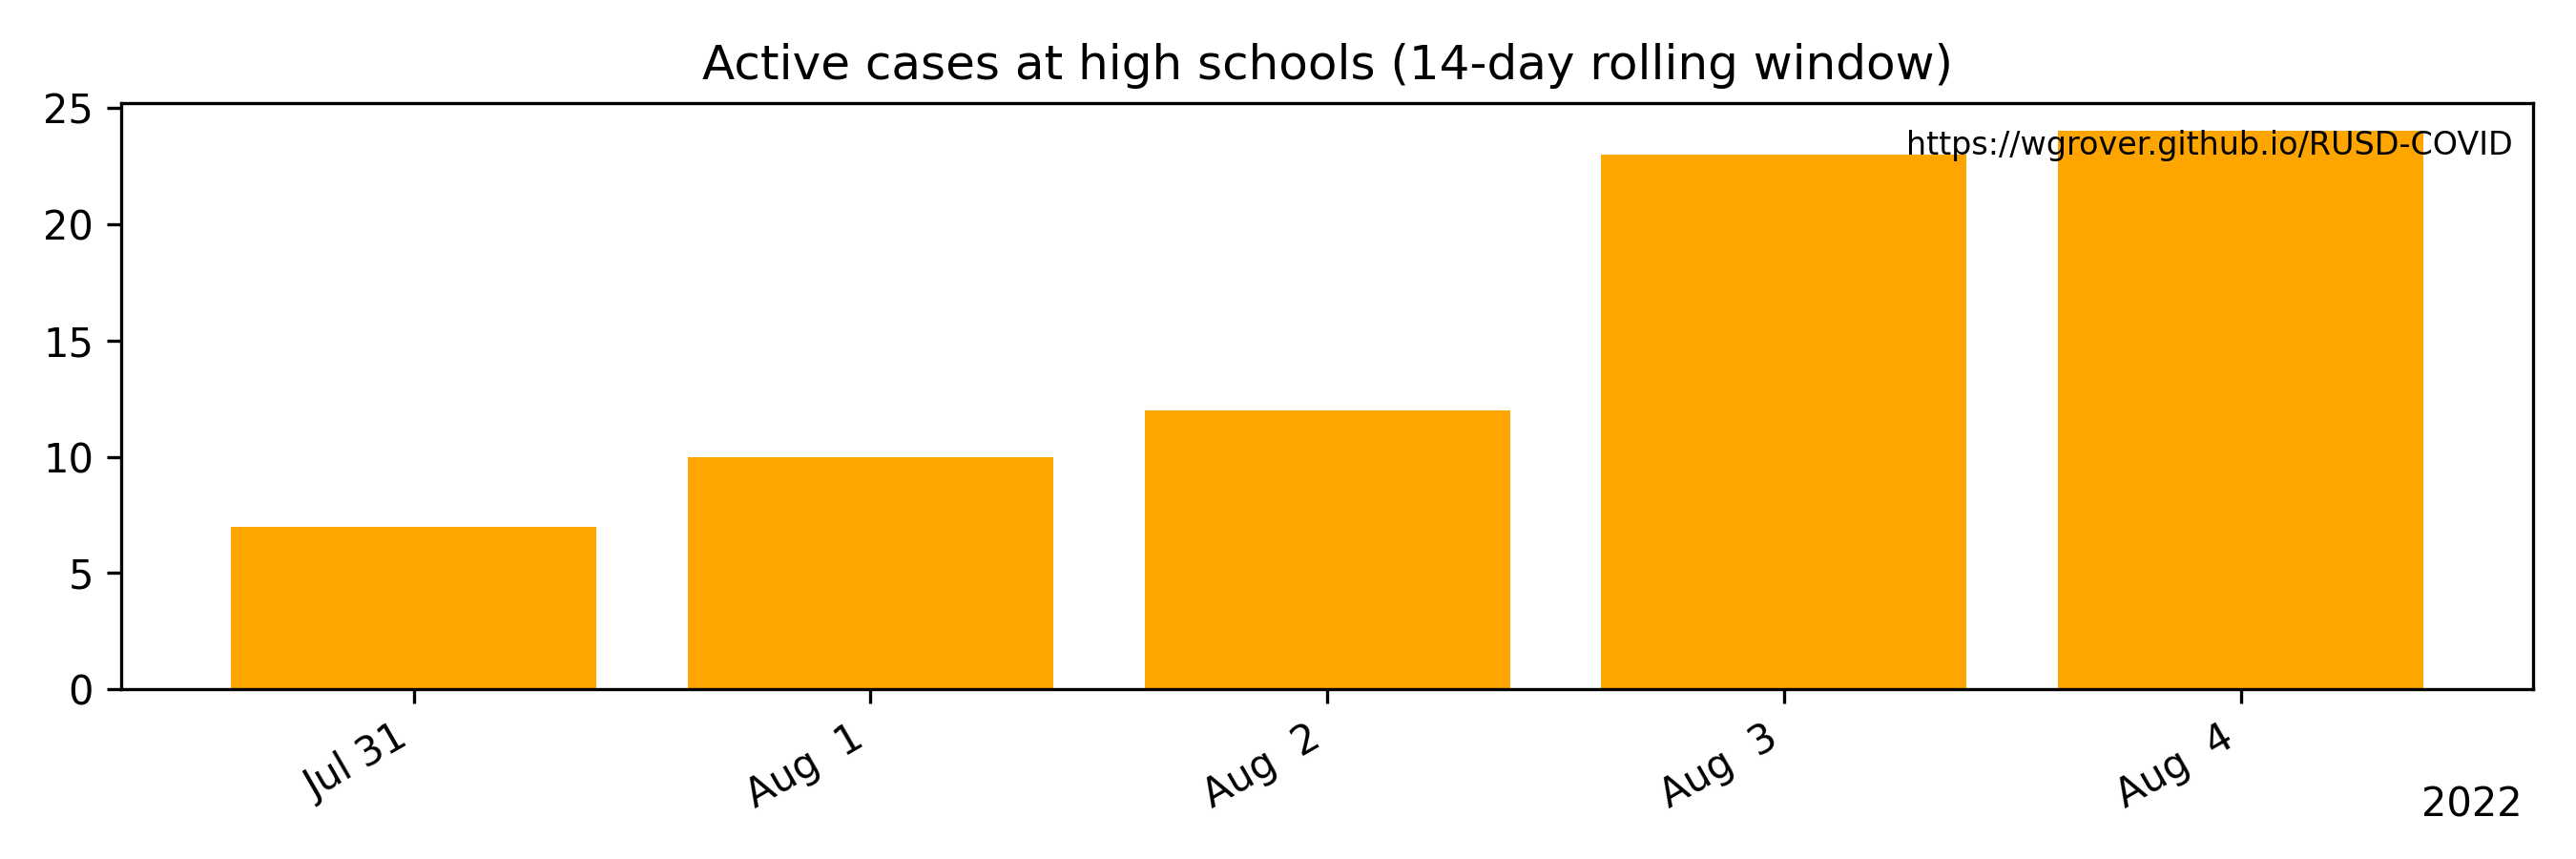 Active cases at high schools (14-day rolling window)
25
https://wgrover.github.io/RUSD-COVID
20
15
10
5
0
Jul 31
Aug  1
Aug  2
Aug  3
Aug  4
2022